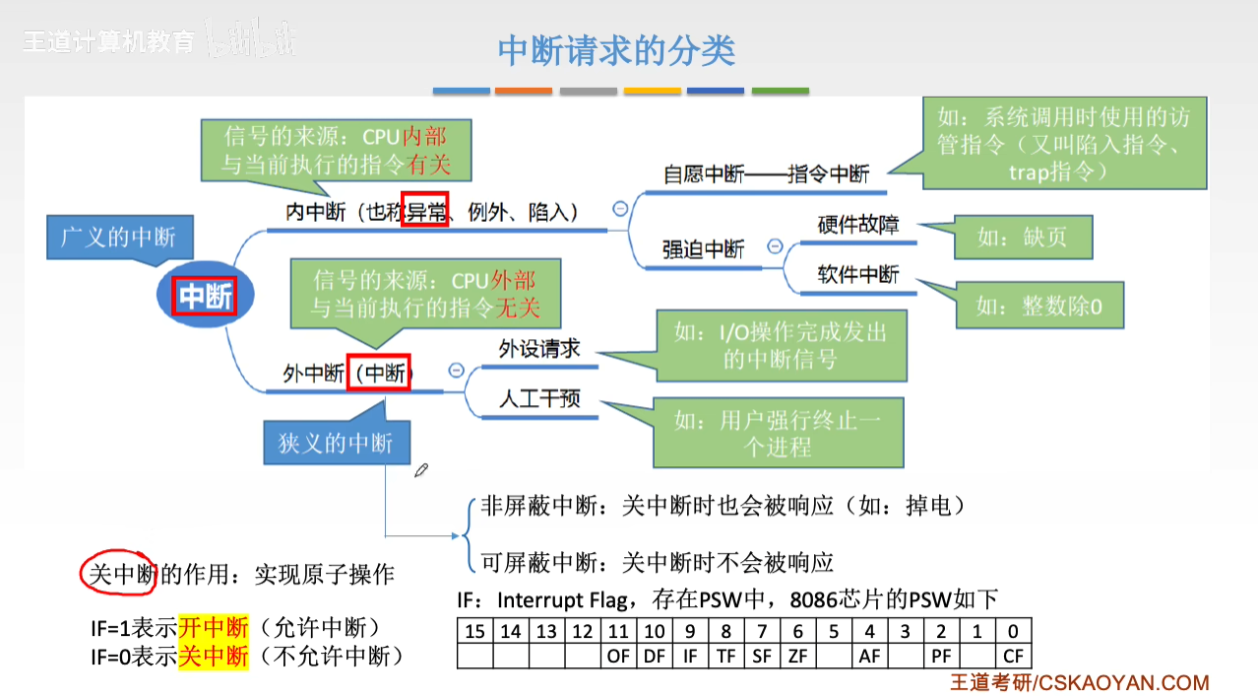 王道计算机教育 bilibili
中断请求的分类
信号的来源：CPU内部
与当前执行的指令有关
如：系统调用时使用的访
管指令（又叫陷入指令、
trap指令）
自愿中断——指令中断
内中断（也称异常、例外、陷入）
广义的中断
硬件故障
如：缺页
强迫中断
软件中断
如：整数除0
中断
信号的来源：CPU外部
与当前执行的指令无关
外设请求
如：I/O操作完成发出
的中断信号
外中断（中断）
人工干预
如：用户强行终止一
个进程
狭义的中断
非屏蔽中断：关中断时也会被响应（如：掉电）
可屏蔽中断：关中断时不会被响应
关中断的作用：实现原子操作
IF=1表示开中断（允许中断）
IF=0表示关中断（不允许中断）
IF：Interrupt Flag，存在PSW中，8086芯片的PSW如下
15 14 13 12 11 10 9 8 7 6 5 4 3 2 1 0
OF DF IF TF SF ZF AF PF CF
王道考研/CSKAOYAN.COM